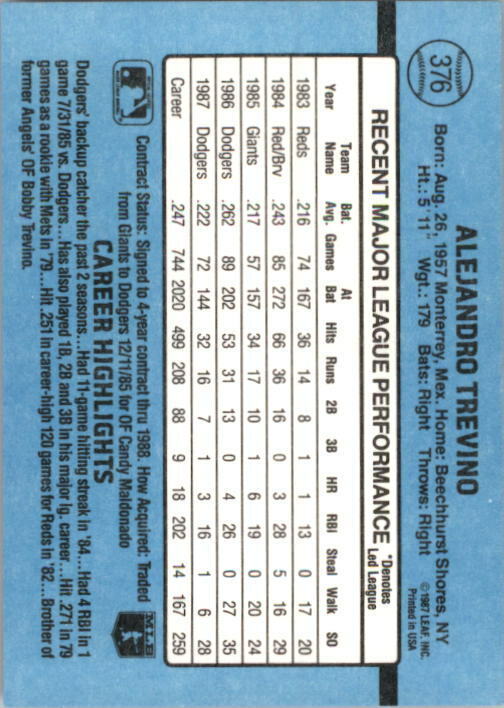 376
ALEJANDRO TREVINO
Born: Aug. 26, 1957 Monterrey, Mex. Home: Beechhurst Shores, NY
Ht.: 5'11" Wgt.: 179 Bats: Right Throws: Right
©1987 LEAF, INC.
Printed in USA
RECENT MAJOR LEAGUE PERFORMANCE *Denotes Led League
Year Team Name Bat. Avg. Games At Bat Hits Runs 2B 3B HR RBI Steal Walk SO
1983 Reds .216 74 167 36 14 8 1 1 13 0 17 20
1984 Red/Brv .243 85 272 66 36 16 0 3 28 5 16 29
1985 Giants .217 57 157 34 17 10 1 6 19 0 20 24
1986 Dodgers .262 89 202 53 31 13 0 4 26 0 27 35
1987 Dodgers .222 72 144 32 16 7 1 3 16 1 6 28
Career .247 744 2020 499 208 88 9 18 202 14 167 259
Contract Status: Signed to 4-year contract thru 1988. How Acquired: Traded
from Giants to Dodgers 12/11/85 for OF Candy Maldonado
MLB
CAREER HIGHLIGHTS
Dodgers' backup catcher the past 2 seasons...Had 11-game hitting streak in '84...Had 4 RBI in 1
game 7/31/85 vs. Dodgers...Has also played 1B, 2B and 3B in his major lg. career...Hit .271 in 79
games as a rookie with Mets in '79...Hit .251 in career-high 120 games for Reds in '82...Brother of
former Angels' OF Bobby Trevino.